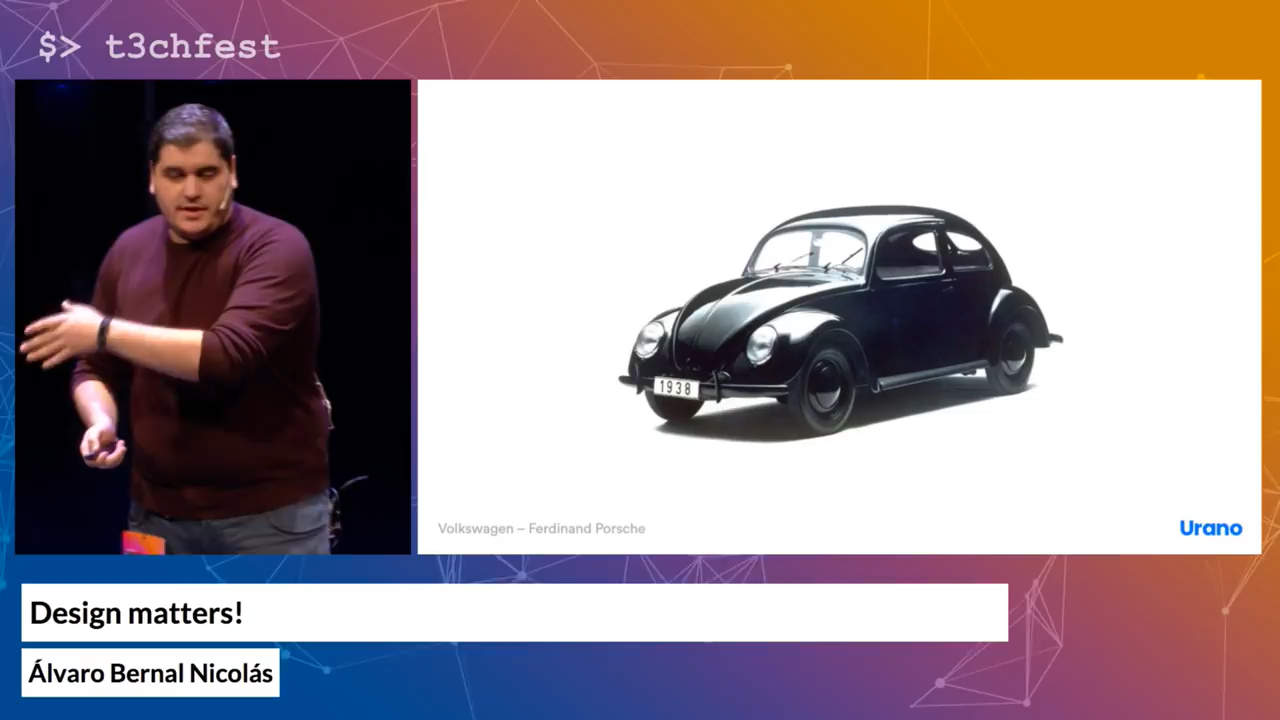 $> t3chfest
1938
Volkswagen – Ferdinand Porsche
Urano
Design matters!
Álvaro Bernal Nicolás